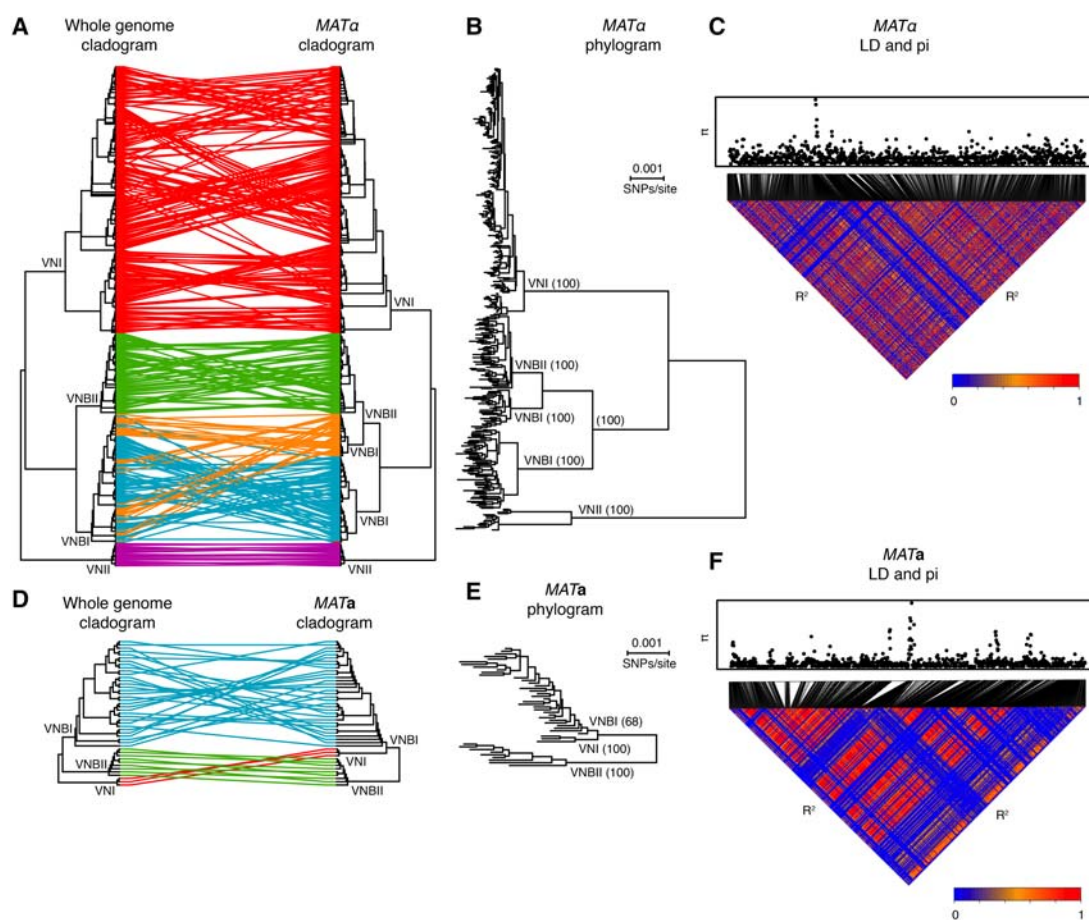 A
Whole genome
cladogram
MATα
cladogram
VNI
VNBII
VNBI
VNII
VNI
VNBII
VNBI
VNBI
VNII
B
MATα
phylogram
0.001
SNPs/site
VNI (100)
VNBII (100)
VNBI (100)
(100)
VNBI (100)
VNII (100)
C
MATα
LD and pi
π
R²
R²
0
1
D
Whole genome
cladogram
MATa
cladogram
VNBI
VNBII
VNI
VNBI
VNI
VNBII
E
MATa
phylogram
0.001
SNPs/site
VNBI (68)
VNI (100)
VNBII (100)
F
MATa
LD and pi
π
R²
R²
0
1